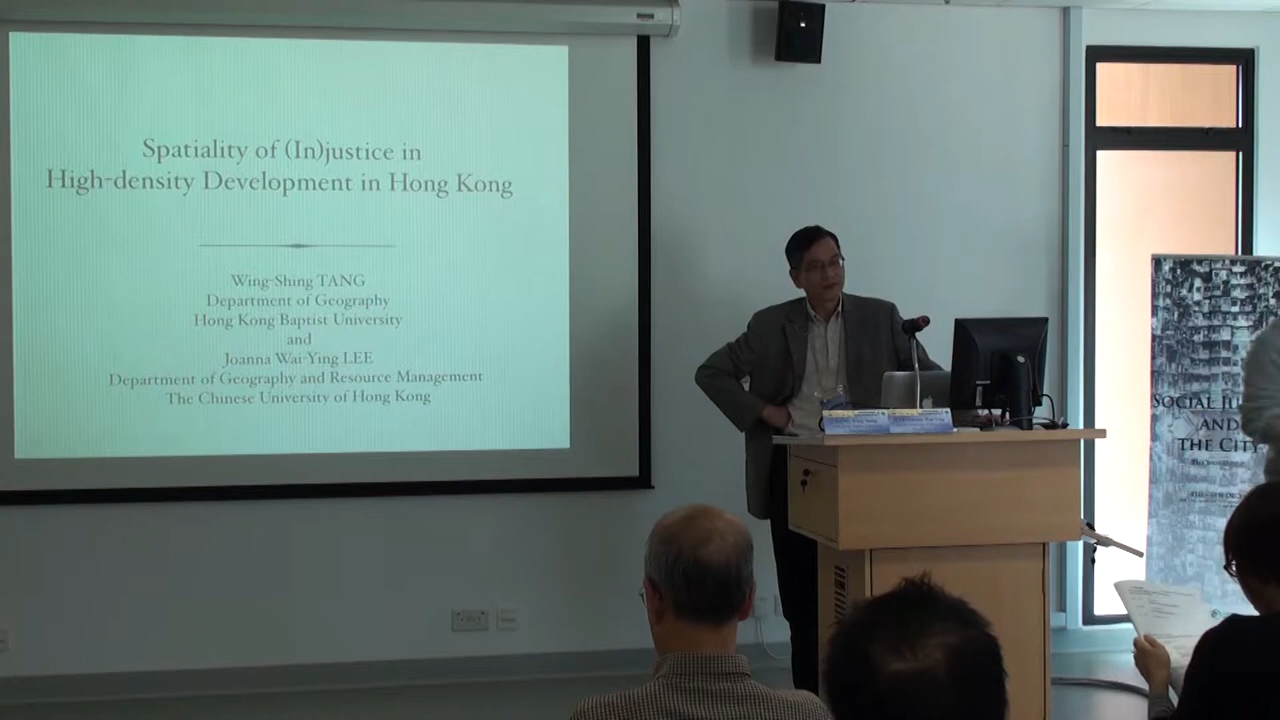 Spatiality of (In)justice in
High-density Development in Hong Kong
Wing-Shing TANG
Department of Geography
Hong Kong Baptist University
and
Joanna Wai-Ying LEE
Department of Geography and Resource Management
The Chinese University of Hong Kong
SOCIAL
AND
THE CITY